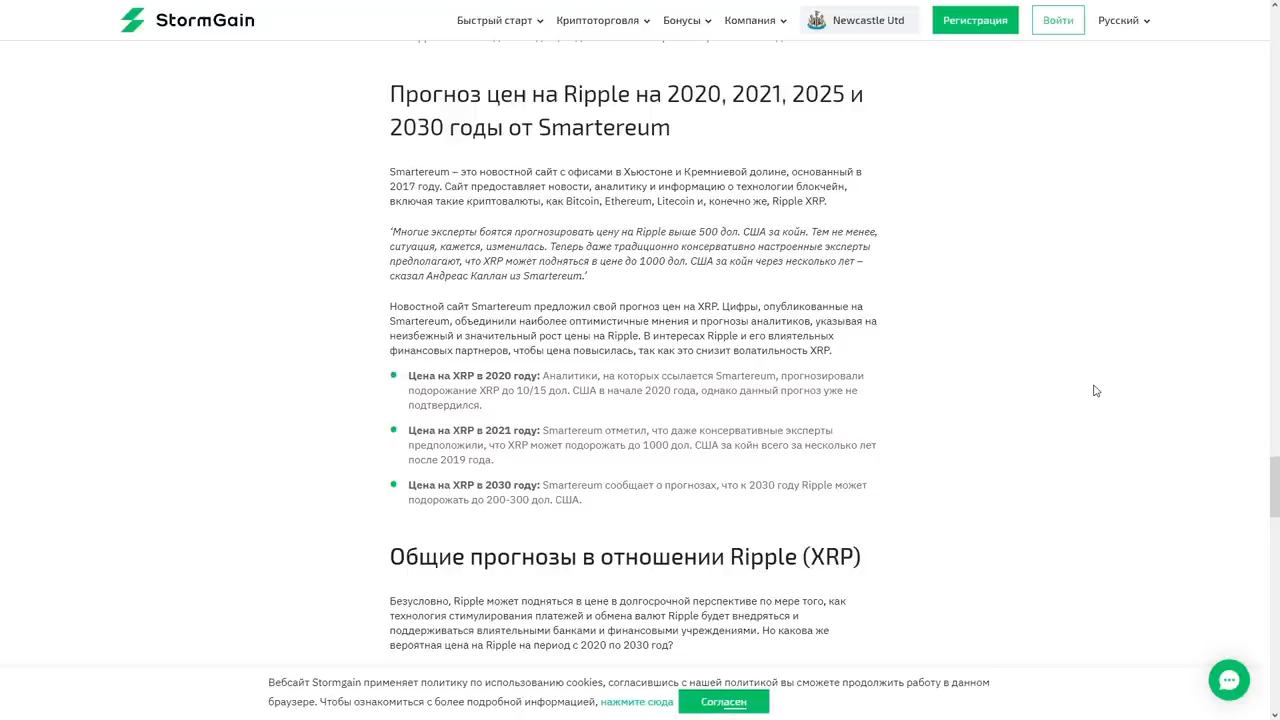 StormGain
Быстрый старт
Криптоторговля
Бонусы
Компания
Newcastle Utd
Регистрация
Войти
Русский
Прогноз цен на Ripple на 2020, 2021, 2025 и
2030 годы от Smartereum
Smartereum – это новостной сайт с офисами в Хьюстоне и Кремниевой долине, основанный в
2017 году. Сайт предоставляет новости, аналитику и информацию о технологии блокчейн,
включая такие криптовалюты, как Bitcoin, Ethereum, Litecoin и, конечно же, Ripple XRP.
‘Многие эксперты боятся прогнозировать цену на Ripple выше 500 дол. США за койн. Тем не менее,
ситуация, кажется, изменилась. Теперь даже традиционно консервативно настроенные эксперты
предполагают, что XRP может подняться в цене до 1000 дол. США за койн через несколько лет –
сказал Андреас Каплан из Smartereum.’
Новостной сайт Smartereum предложил свой прогноз цен на XRP. Цифры, опубликованные на
Smartereum, объединили наиболее оптимистичные мнения и прогнозы аналитиков, указывая на
неизбежный и значительный рост цены на Ripple. В интересах Ripple и его влиятельных
финансовых партнеров, чтобы цена повысилась, так как это снизит волатильность XRP.
Цена на XRP в 2020 году: Аналитики, на которых ссылается Smartereum, прогнозировали
подорожание XRP до 10/15 дол. США в начале 2020 года, однако данный прогноз уже не
подтвердился.
Цена на XRP в 2021 году: Smartereum отметил, что даже консервативные эксперты
предположили, что XRP может подорожать до 1000 дол. США за койн всего за несколько лет
после 2019 года.
Цена на XRP в 2030 году: Smartereum сообщает о прогнозах, что к 2030 году Ripple может
подорожать до 200-300 дол. США.
Общие прогнозы в отношении Ripple (XRP)
Безусловно, Ripple может подняться в цене в долгосрочной перспективе по мере того, как
технология стимулирования платежей и обмена валют Ripple будет внедряться и
поддерживаться влиятельными банками и финансовыми учреждениями. Но какова же
вероятная цена на Ripple на период с 2020 по 2030 год?
Вебсайт Stormgain применяет политику по использованию cookies, согласившись с нашей политикой вы сможете продолжить работу в данном
браузере. Чтобы ознакомиться с более подробной информацией, нажмите сюда
Согласен